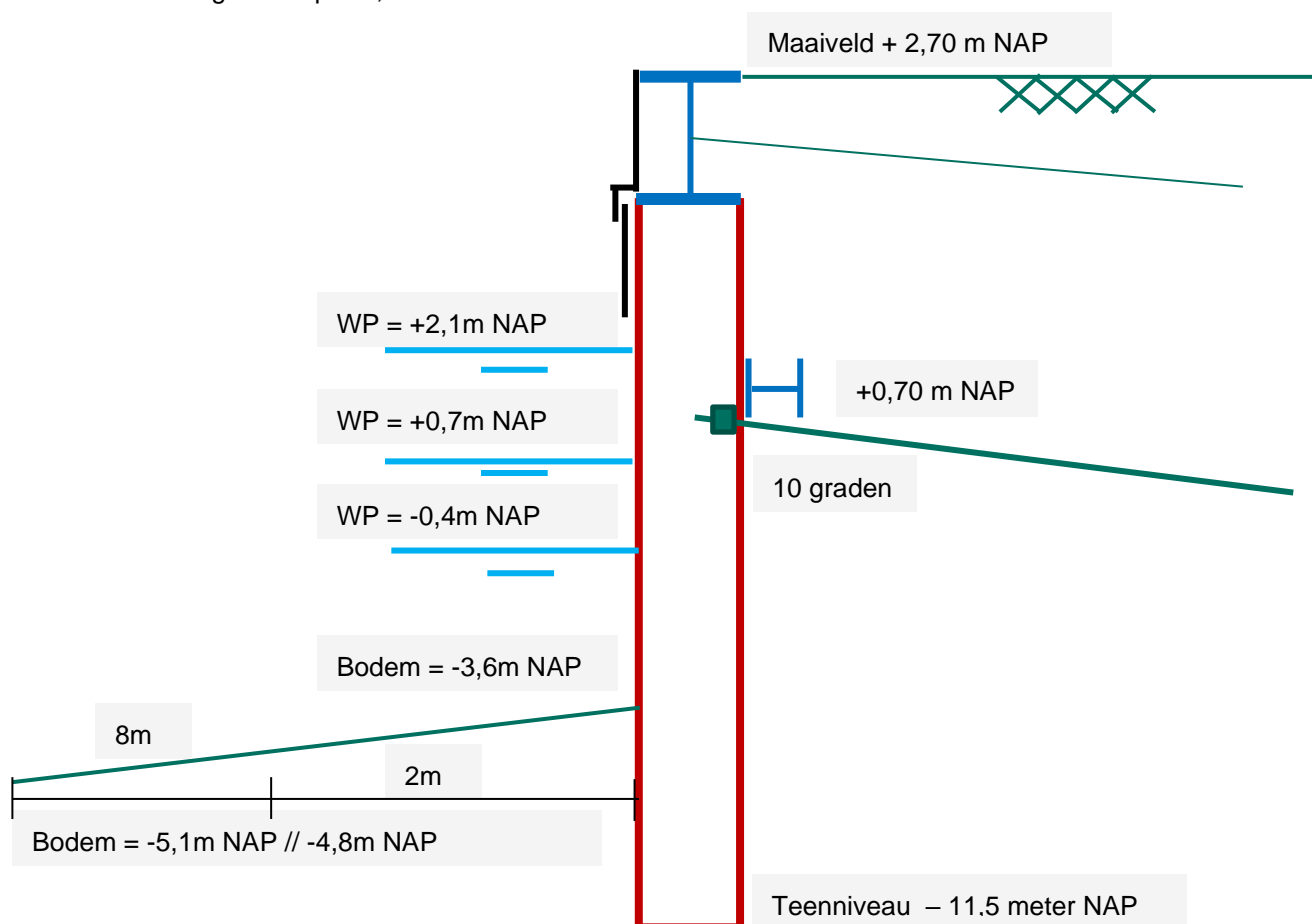 Maaiveld + 2,70 m NAP
WP = +2,1m NAP
+0,70 m NAP
WP = +0,7m NAP
10 graden
WP = -0,4m NAP
Bodem = -3,6m NAP
8m
2m
Bodem = -5,1m NAP // -4,8m NAP
Teenniveau – 11,5 meter NAP